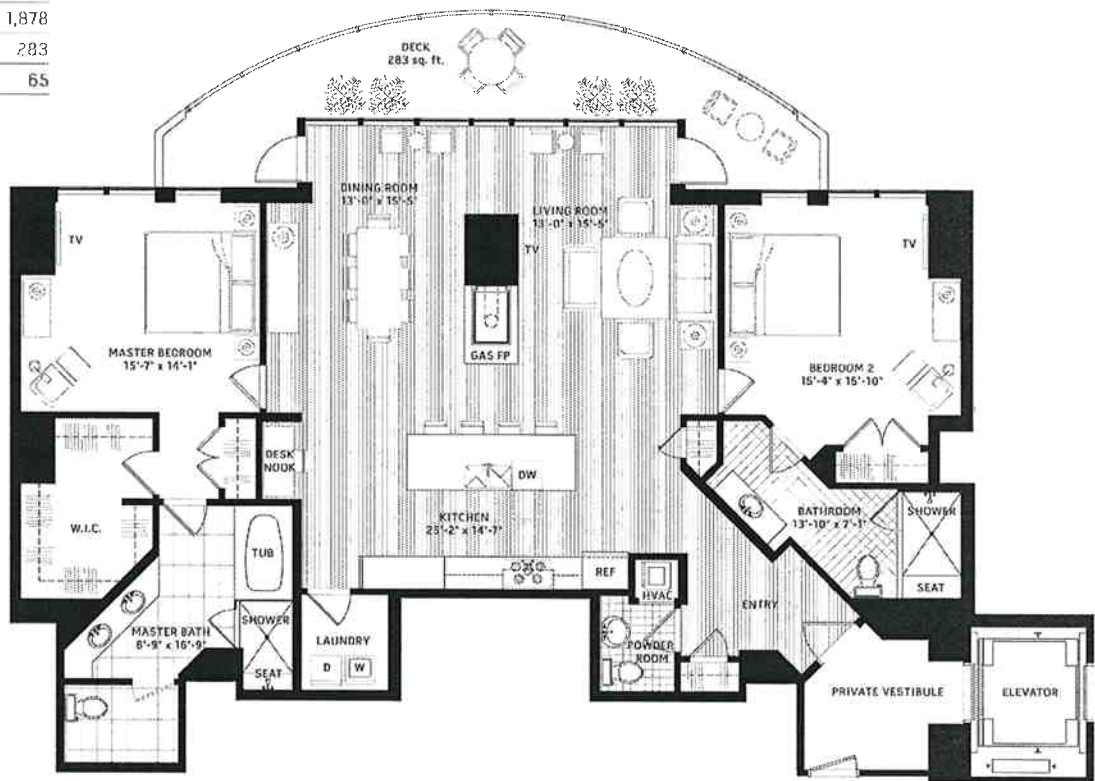 1,878
283
65
DECK
283 sq. ft.
DINING ROOM
13'-0" x 15'-5"
LIVING ROOM
13'-0" x 15'-5"
TV
TV
TV
GAS FP
MASTER BEDROOM
15'-7" x 14'-1"
BEDROOM 2
15'-4" x 15'-10"
DESK
NOOK
DW
W.I.C.
KITCHEN
25'-2" x 14'-7"
BATHROOM
13'-10" x 7'-1"
SHOWER
TUB
REF
HVAC
SEAT
ENTRY
SHOWER
MASTER BATH
8'-9" x 16'-9"
LAUNDRY
POWDER
ROOM
SEAT
D
W
PRIVATE VESTIBULE
ELEVATOR